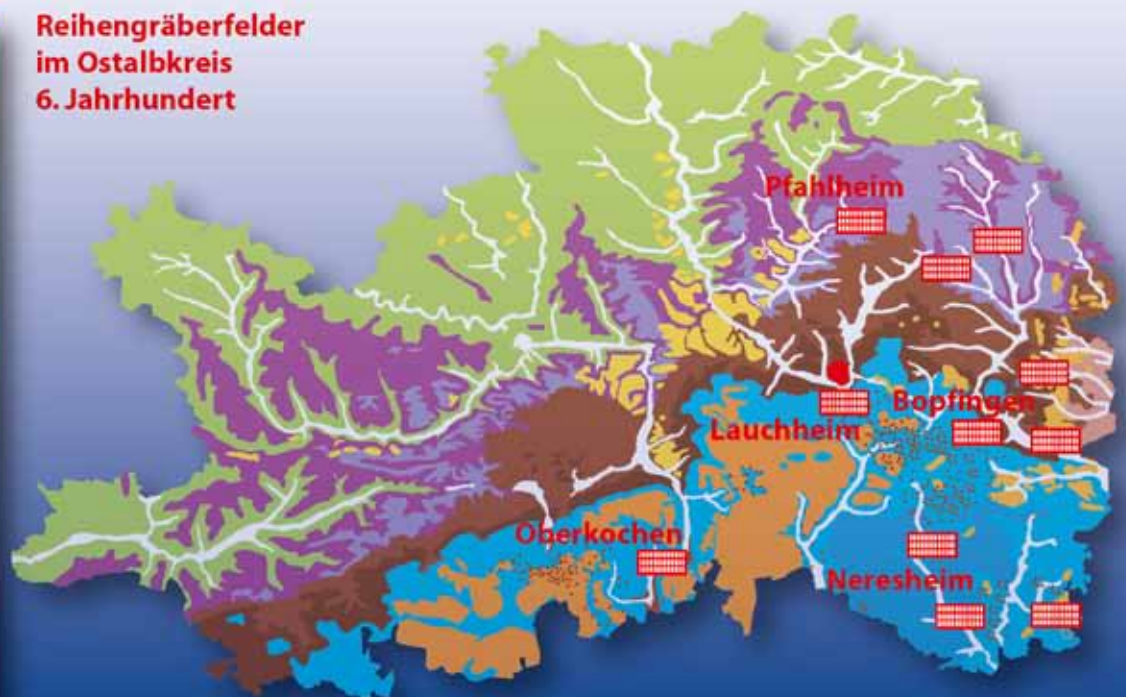 Reihengräberfelder
im Ostalbkreis
6. Jahrhundert
Pfahlheim
Bopfingen
Lauchheim
Oberkochen
Neresheim